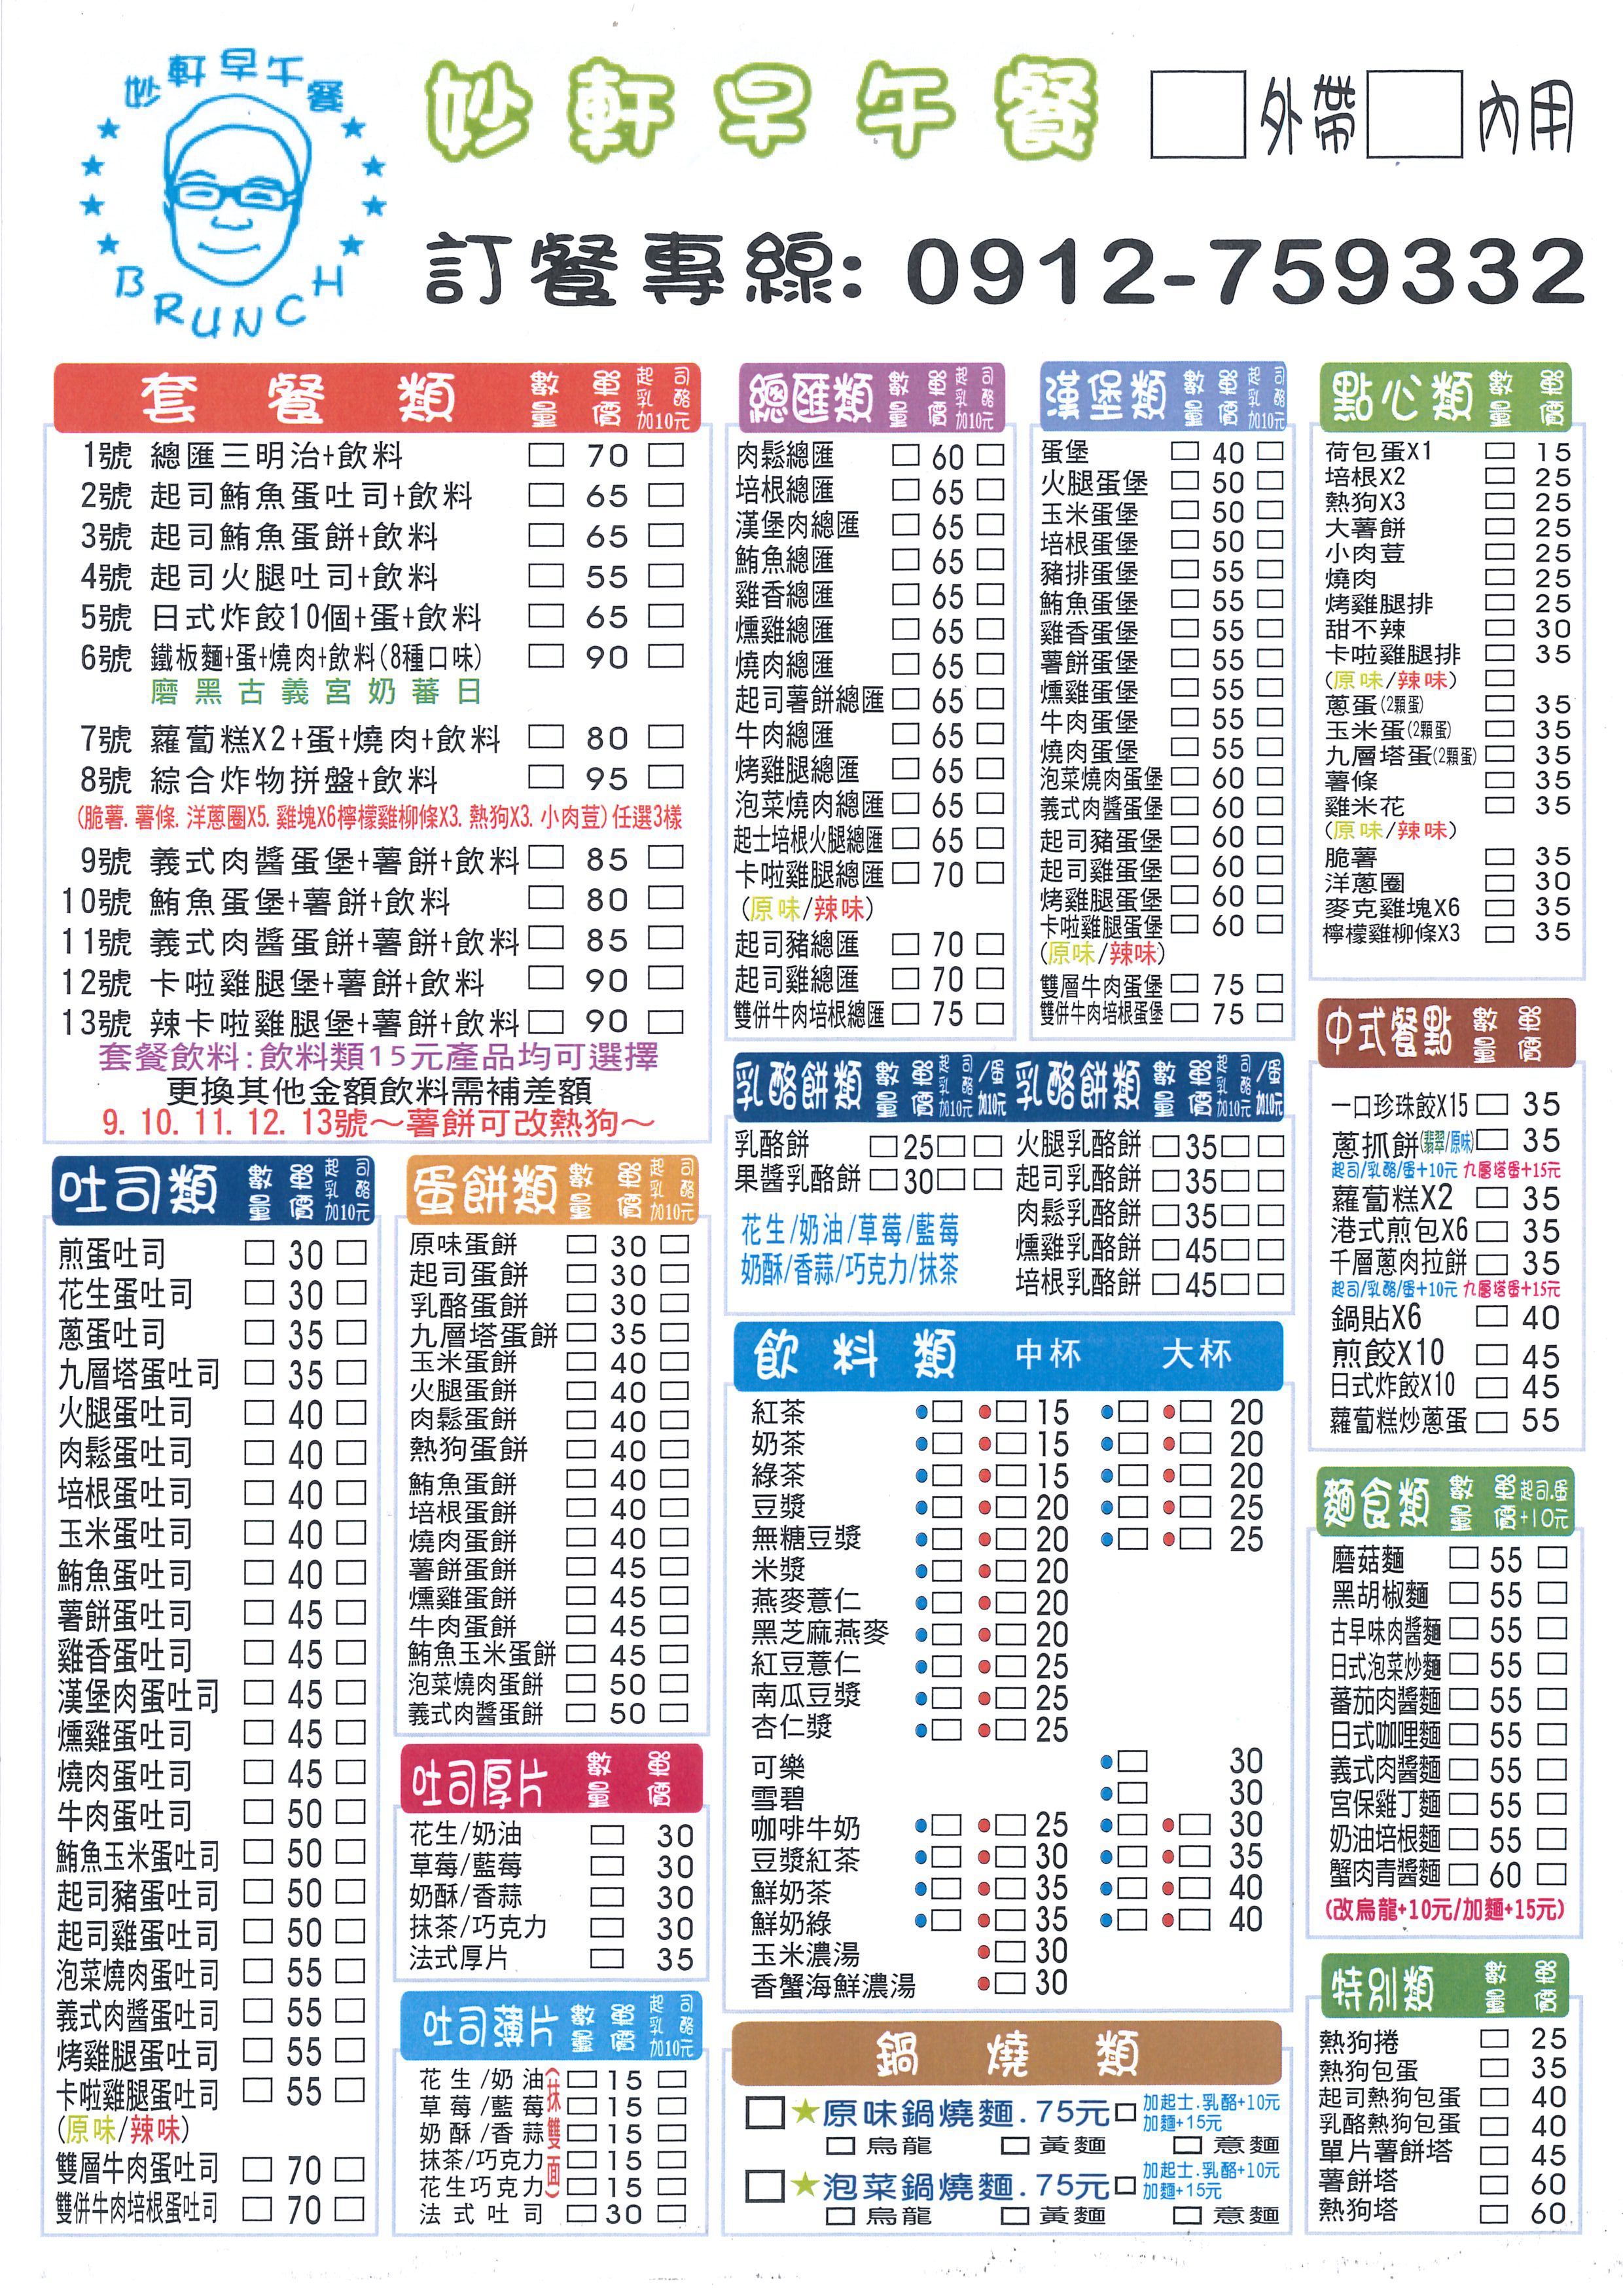 妙軒早午餐
BRUNCH
妙軒早午餐 外帶 內用
訂餐專線: 0912-759332
套餐類 數量 單價 起司乳酪加10元
1號 總匯三明治+飲料 70
2號 起司鮪魚蛋吐司+飲料 65
3號 起司鮪魚蛋餅+飲料 65
4號 起司火腿吐司+飲料 55
5號 日式炸餃10個+蛋+飲料 65
6號 鐵板麵+蛋+燒肉+飲料(8種口味) 90
磨黑古義宮奶蕃日
7號 蘿蔔糕X2+蛋+燒肉+飲料 80
8號 綜合炸物拼盤+飲料 95
(脆薯.薯條.洋蔥圈X5.雞塊X6檸檬雞柳條X3.熱狗X3.小肉荳)任選3樣
9號 義式肉醬蛋堡+薯餅+飲料 85
10號 鮪魚蛋堡+薯餅+飲料 80
11號 義式肉醬蛋餅+薯餅+飲料 85
12號 卡啦雞腿堡+薯餅+飲料 90
13號 辣卡啦雞腿堡+薯餅+飲料 90
套餐飲料:飲料類15元產品均可選擇
更換其他金額飲料需補差額
9.10.11.12.13號～薯餅可改熱狗～
總匯類 數量 單價 起司乳酪加10元
肉鬆總匯 60
培根總匯 65
漢堡肉總匯 65
鮪魚總匯 65
雞香總匯 65
燻雞總匯 65
燒肉總匯 65
起司薯餅總匯 65
牛肉總匯 65
烤雞腿總匯 65
泡菜燒肉總匯 65
起士培根火腿總匯 65
卡啦雞腿總匯 70
(原味/辣味)
起司豬總匯 70
起司雞總匯 70
雙併牛肉培根總匯 75
漢堡類 數量 單價 起司乳酪加10元
蛋堡 40
火腿蛋堡 50
玉米蛋堡 50
培根蛋堡 50
豬排蛋堡 55
鮪魚蛋堡 55
雞香蛋堡 55
薯餅蛋堡 55
燻雞蛋堡 55
牛肉蛋堡 55
燒肉蛋堡 55
泡菜燒肉蛋堡 60
義式肉醬蛋堡 60
起司豬蛋堡 60
起司雞蛋堡 60
烤雞腿蛋堡 60
卡啦雞腿蛋堡 60
(原味/辣味)
雙層牛肉蛋堡 75
雙併牛肉培根蛋堡 75
點心類 數量 單價
荷包蛋X1 15
培根X2 25
熱狗X3 25
大薯餅 25
小肉荳 25
燒肉 25
烤雞腿排 25
甜不辣 30
卡啦雞腿排 35
(原味/辣味)
蔥蛋(2顆蛋) 35
玉米蛋(2顆蛋) 35
九層塔蛋(2顆蛋) 35
薯條 35
雞米花 35
(原味/辣味)
脆薯 35
洋蔥圈 30
麥克雞塊X6 35
檸檬雞柳條X3 35
中式餐點 數量 單價
一口珍珠餃X15 35
蔥抓餅(翡翠/原味) 35
起司/乳酪/蛋+10元 九層塔蛋+15元
蘿蔔糕X2 35
港式煎包X6 35
千層蔥肉拉餅 35
起司/乳酪/蛋+10元 九層塔蛋+15元
鍋貼X6 40
煎餃X10 45
日式炸餃X10 45
蘿蔔糕炒蔥蛋 55
乳酪餅類 數量 單價 起司乳酪加10元 /蛋加10元
乳酪餅 25
果醬乳酪餅 30
花生/奶油/草莓/藍莓
奶酥/香蒜/巧克力/抹茶
乳酪餅類 數量 單價 起司乳酪加10元 /蛋加10元
火腿乳酪餅 35
起司乳酪餅 35
肉鬆乳酪餅 35
燻雞乳酪餅 45
培根乳酪餅 45
吐司類 數量 單價 起司乳酪加10元
煎蛋吐司 30
花生蛋吐司 30
蔥蛋吐司 35
九層塔蛋吐司 35
火腿蛋吐司 40
肉鬆蛋吐司 40
培根蛋吐司 40
玉米蛋吐司 40
鮪魚蛋吐司 40
薯餅蛋吐司 45
雞香蛋吐司 45
漢堡肉蛋吐司 45
燻雞蛋吐司 45
燒肉蛋吐司 45
牛肉蛋吐司 50
鮪魚玉米蛋吐司 50
起司豬蛋吐司 50
起司雞蛋吐司 50
泡菜燒肉蛋吐司 55
義式肉醬蛋吐司 55
烤雞腿蛋吐司 55
卡啦雞腿蛋吐司 55
(原味/辣味)
雙層牛肉蛋吐司 70
雙併牛肉培根蛋吐司 70
蛋餅類 數量 單價 起司乳酪加10元
原味蛋餅 30
起司蛋餅 30
乳酪蛋餅 30
九層塔蛋餅 35
玉米蛋餅 40
火腿蛋餅 40
肉鬆蛋餅 40
熱狗蛋餅 40
鮪魚蛋餅 40
培根蛋餅 40
燒肉蛋餅 40
薯餅蛋餅 45
燻雞蛋餅 45
牛肉蛋餅 45
鮪魚玉米蛋餅 45
泡菜燒肉蛋餅 50
義式肉醬蛋餅 50
吐司厚片 數量 單價
花生/奶油 30
草莓/藍莓 30
奶酥/香蒜 30
抹茶/巧克力 30
法式厚片 35
吐司薄片 數量 單價 起司乳酪加10元
花生/奶油 15
草莓/藍莓 15
奶酥/香蒜 15
抹茶/巧克力 15
花生巧克力 15
(抹雙面)
法式吐司 30
飲料類 中杯 大杯
紅茶 15 20
奶茶 15 20
綠茶 15 20
豆漿 20 25
無糖豆漿 20 25
米漿 20
燕麥薏仁 20
黑芝麻燕麥 20
紅豆薏仁 25
南瓜豆漿 25
杏仁漿 25
可樂 30
雪碧 30
咖啡牛奶 25 30
豆漿紅茶 30 35
鮮奶茶 35 40
鮮奶綠 35 40
玉米濃湯 30
香蟹海鮮濃湯 30
鍋燒類
★原味鍋燒麵.75元 加起士.乳酪+10元
加麵+15元
烏龍 黃麵 意麵
★泡菜鍋燒麵.75元 加起士.乳酪+10元
加麵+15元
烏龍 黃麵 意麵
麵食類 數量 單價 起司.蛋+10元
磨菇麵 55
黑胡椒麵 55
古早味肉醬麵 55
日式泡菜炒麵 55
蕃茄肉醬麵 55
日式咖哩麵 55
義式肉醬麵 55
宮保雞丁麵 55
奶油培根麵 55
蟹肉青醬麵 60
(改烏龍+10元/加麵+15元)
特別類 數量 單價
熱狗捲 25
熱狗包蛋 35
起司熱狗包蛋 40
乳酪熱狗包蛋 40
單片薯餅塔 45
薯餅塔 60
熱狗塔 60